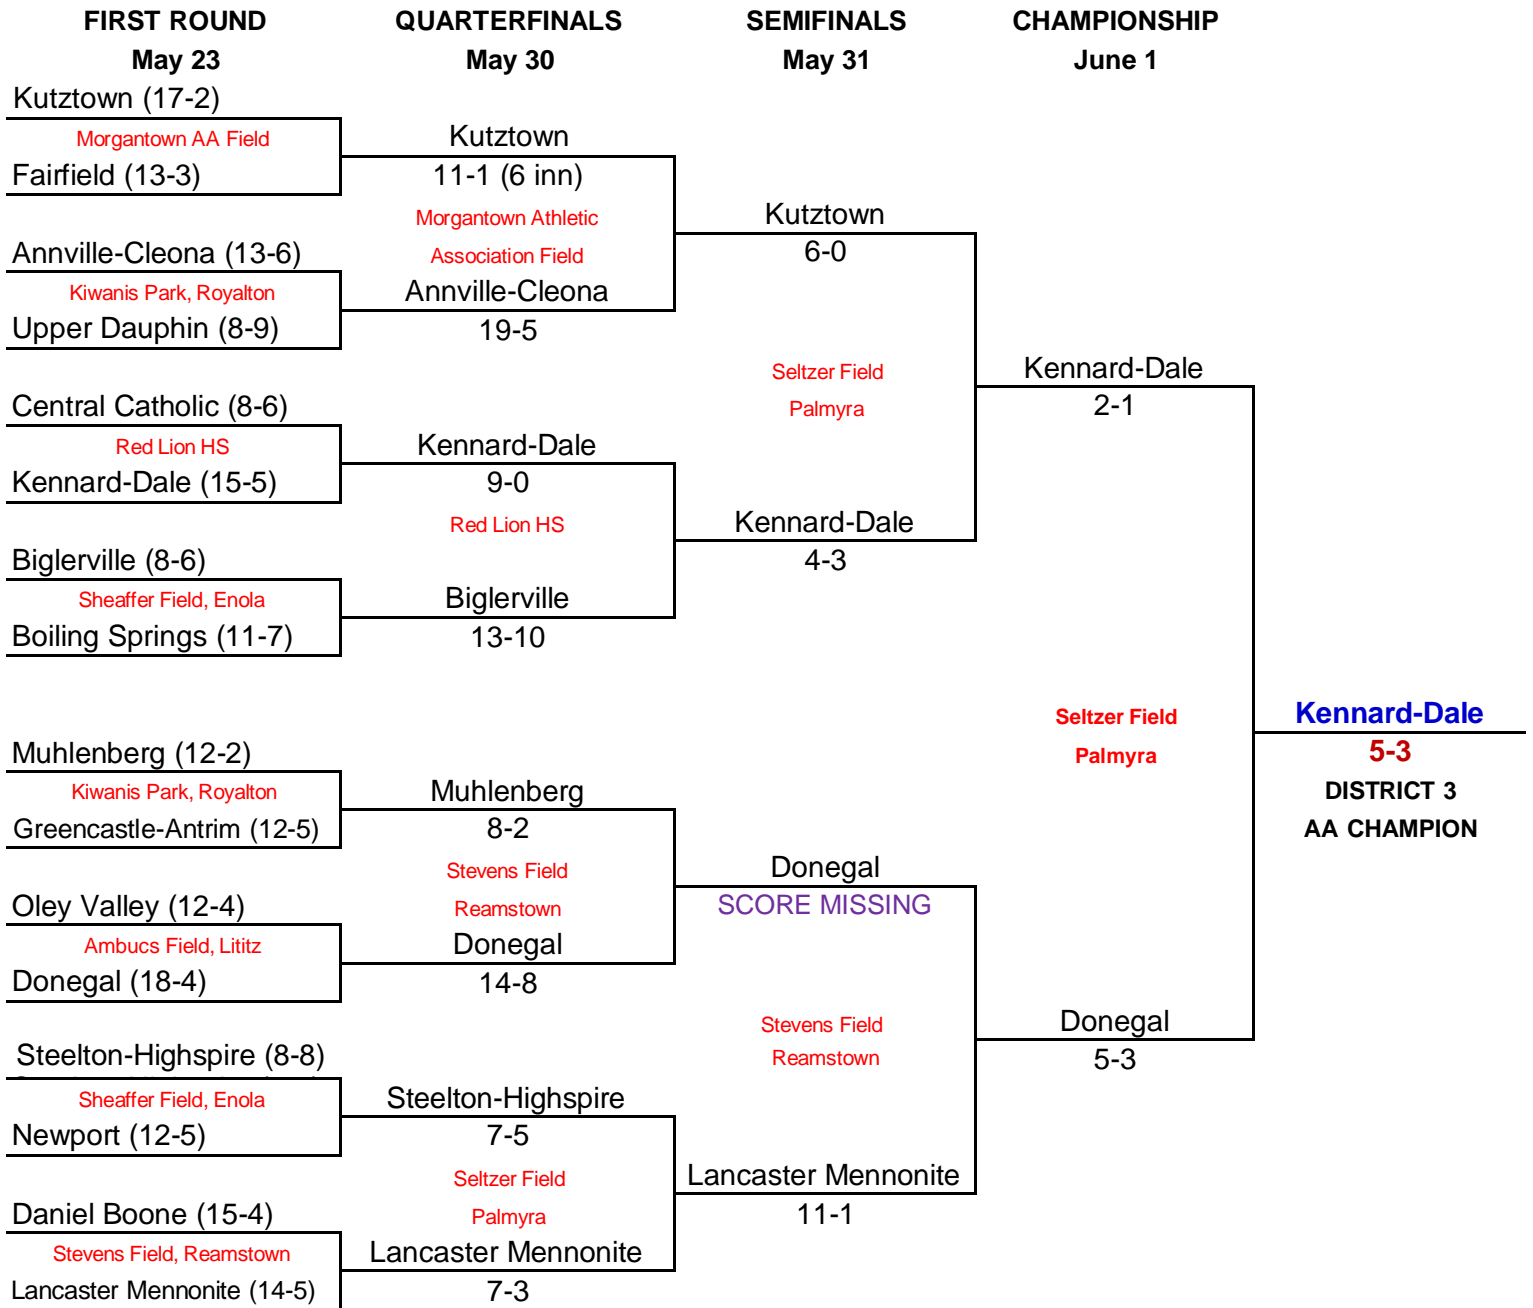 FIRST ROUND QUARTERFINALS SEMIFINALS CHAMPIONSHIP
May 23 May 30 May 31 June 1
Kutztown (17-2)
Morgantown AA Field
Fairfield (13-3)
Kutztown
11-1 (6 inn)
Morgantown Athletic
Association Field
Annville-Cleona (13-6)
Kiwanis Park, Royalton
Upper Dauphin (8-9)
Annville-Cleona
19-5
Kutztown
6-0
Seltzer Field
Palmyra
Central Catholic (8-6)
Red Lion HS
Kennard-Dale (15-5)
Kennard-Dale
9-0
Red Lion HS
Biglerville (8-6)
Sheaffer Field, Enola
Boiling Springs (11-7)
Biglerville
13-10
Kennard-Dale
4-3
Kennard-Dale
2-1
Seltzer Field
Palmyra
Kennard-Dale
5-3
DISTRICT 3
AA CHAMPION
Muhlenberg (12-2)
Kiwanis Park, Royalton
Greencastle-Antrim (12-5)
Muhlenberg
8-2
Stevens Field
Reamstown
Oley Valley (12-4)
Ambucs Field, Lititz
Donegal (18-4)
Donegal
14-8
Donegal
SCORE MISSING
Stevens Field
Reamstown
Donegal
5-3
Steelton-Highspire (8-8)
Sheaffer Field, Enola
Newport (12-5)
Steelton-Highspire
7-5
Seltzer Field
Palmyra
Daniel Boone (15-4)
Stevens Field, Reamstown
Lancaster Mennonite (14-5)
Lancaster Mennonite
7-3
Lancaster Mennonite
11-1